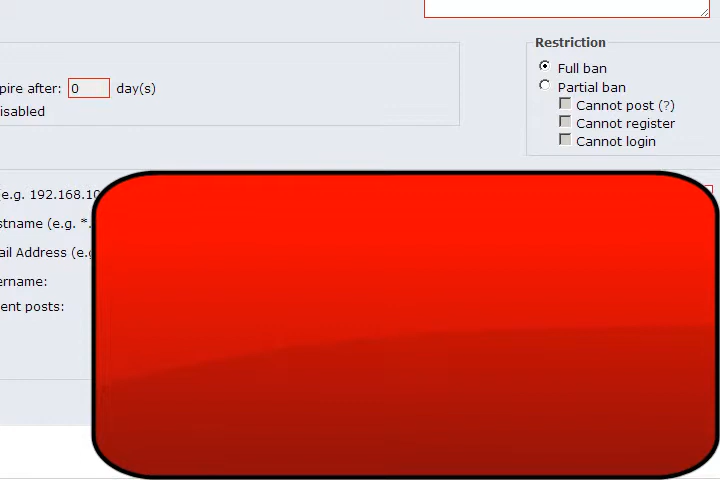 Restriction
Full ban
pire after: 0 day(s)
Partial ban
isabled
Cannot post (?)
Cannot register
Cannot login
(e.g. 192.168.10
stname (e.g. *.
ail Address (e.g
ername:
ent posts: